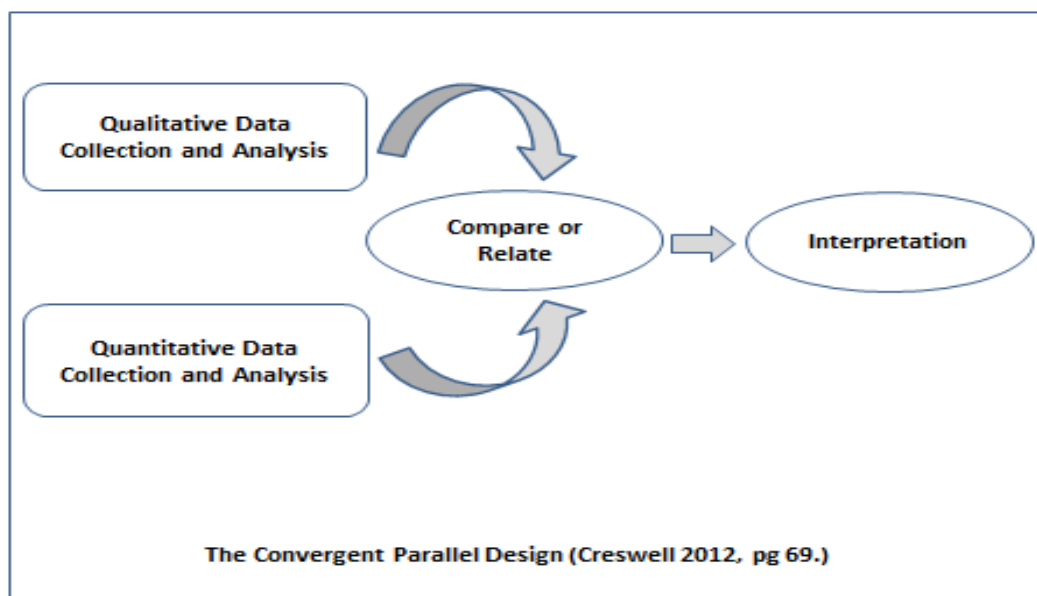 Qualitative Data
Collection and Analysis
Compare or
Relate
Interpretation
Quantitative Data
Collection and Analysis
The Convergent Parallel Design (Creswell 2012, pg 69.)